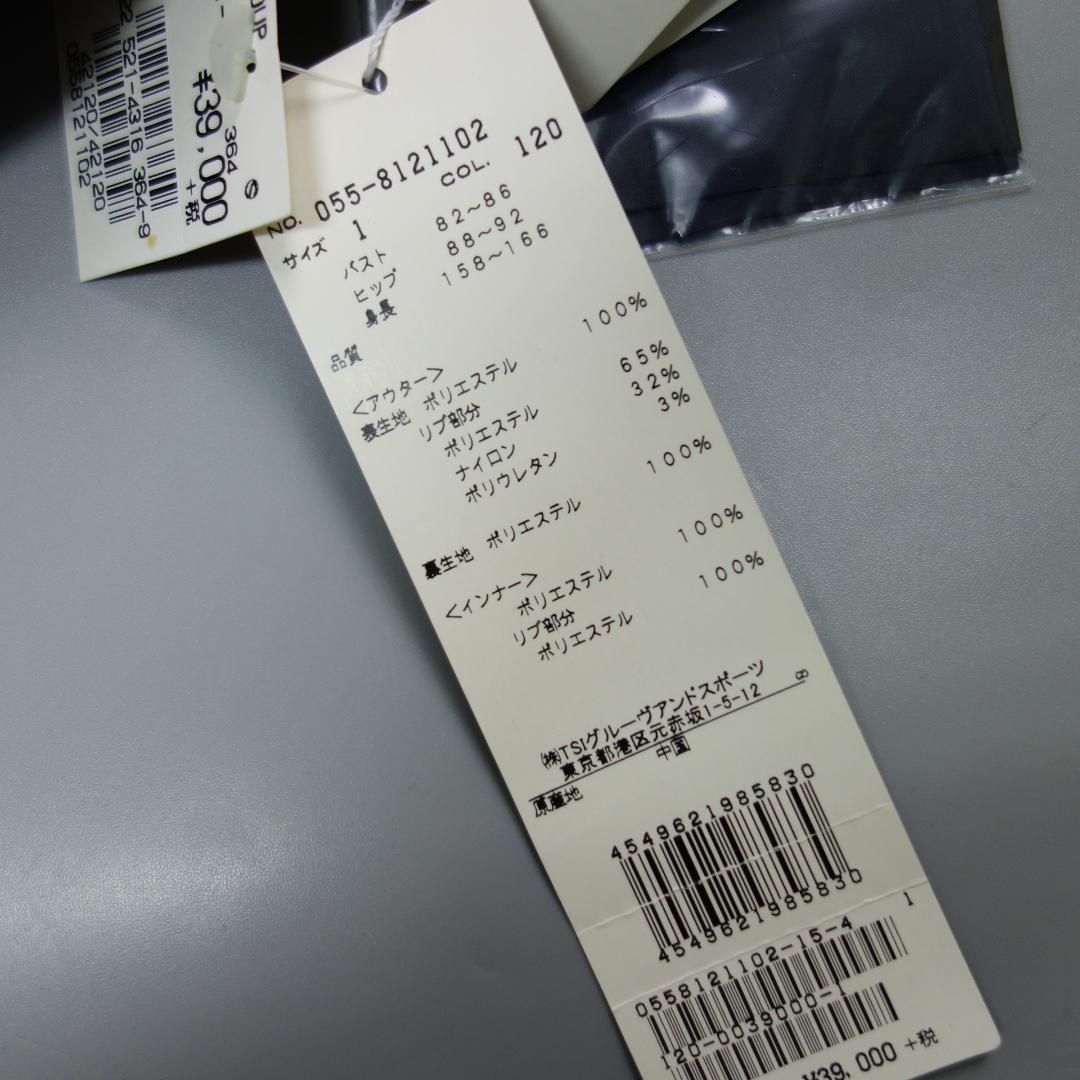 ¥39,000
+税
364
521-4316 364-9
42120/42120
0558121102
NO. 055-8121102
COL. 120
サイズ 1
バスト 82~86
ヒップ 88~92
身長 158~166
品質
<アウター>
表生地 ポリエステル 100%
リブ部分
ポリエステル 65%
ナイロン 32%
ポリウレタン 3%
裏生地 ポリエステル 100%
<インナー>
ポリエステル 100%
リブ部分
ポリエステル 100%
㈱TSIグルーヴアンドスポーツ
東京都港区元赤坂1-5-12
原産地 中国
4549621985830
4549621985830
1
0558121102-15-4
120-0039000-1
¥39,000 +税